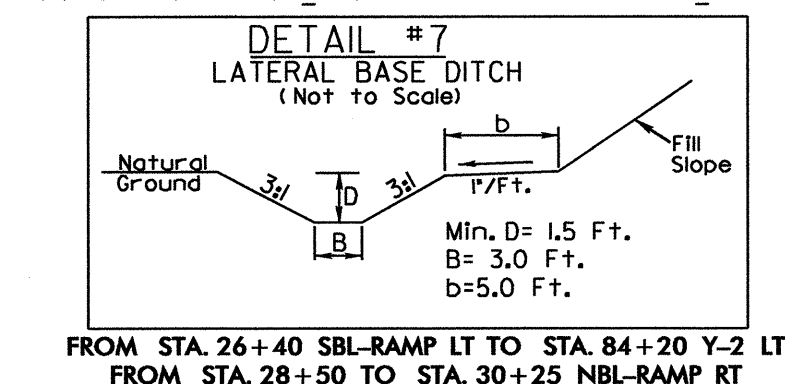 DETAIL #7
LATERAL BASE DITCH
(Not to Scale)
b
Natural
Ground
3:1
D
3:1
1"/Ft.
Fill
Slope
B
Min. D= 1.5 Ft.
B= 3.0 Ft.
b=5.0 Ft.
FROM STA. 26+40 SBL-RAMP LT TO STA. 84+20 Y-2 LT
FROM STA. 28+50 TO STA. 30+25 NBL-RAMP RT